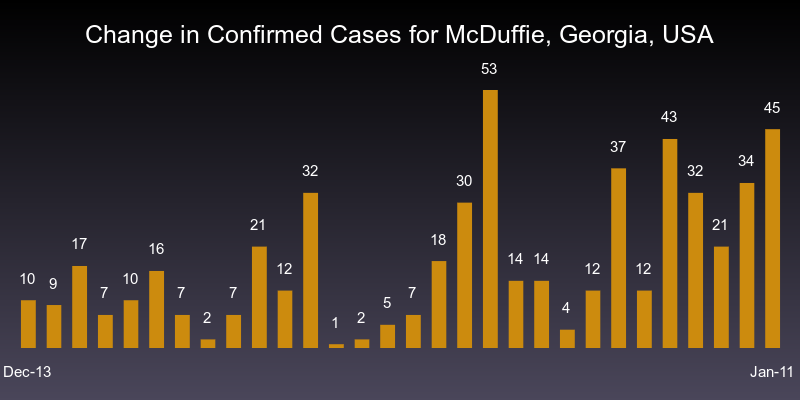 Change in Confirmed Cases for McDuffie, Georgia, USA
10 9 17 7 10 16 7 2 7 21 12 32 1 2 5 7 18 30 53 14 14 4 12 37 12 43 32 21 34 45
Dec-13 Jan-11